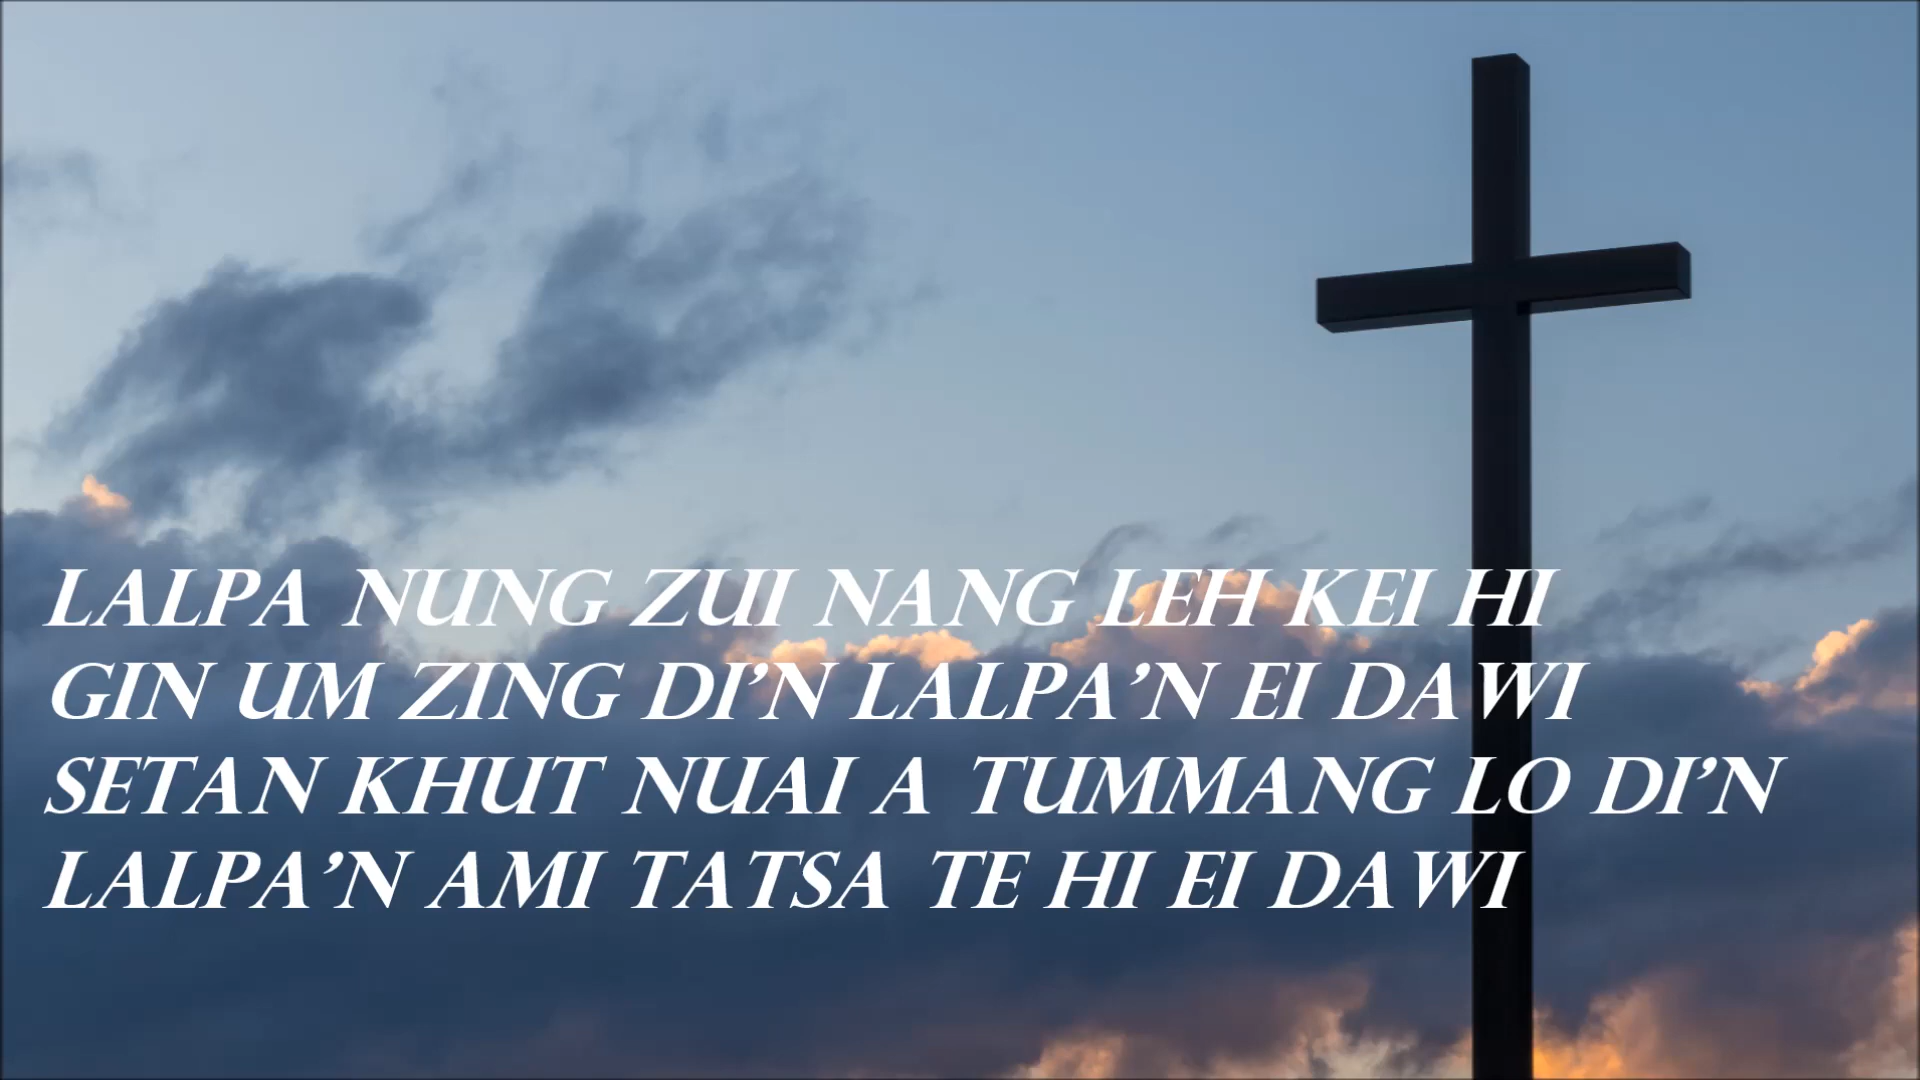 LALPA NUNG ZUI NANG LEH KEI HI
GIN UM ZING DI’N LALPA’N EI DAWI
SETAN KHUT NUAI A TUMMANG LO DI’N
LALPA’N AMI TATSA TE HI EI DAWI